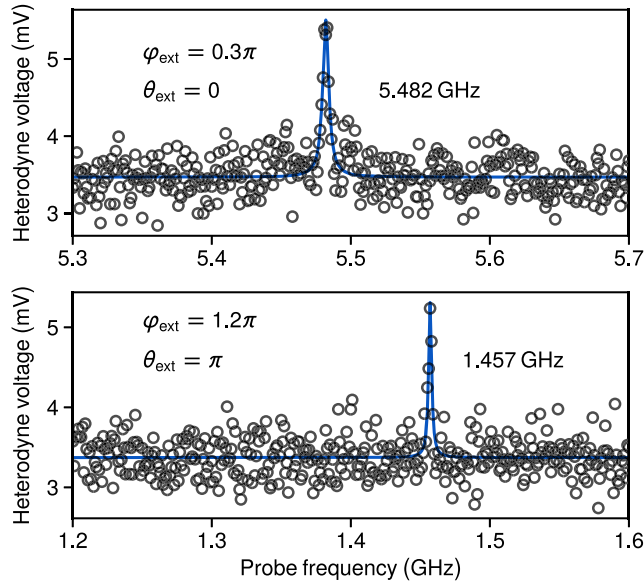 Heterodyne voltage (mV)
5
4
3
φext = 0.3π
θext = 0
5.482 GHz
5.3 5.4 5.5 5.6 5.7
Heterodyne voltage (mV)
5
4
3
φext = 1.2π
θext = π
1.457 GHz
1.2 1.3 1.4 1.5 1.6
Probe frequency (GHz)